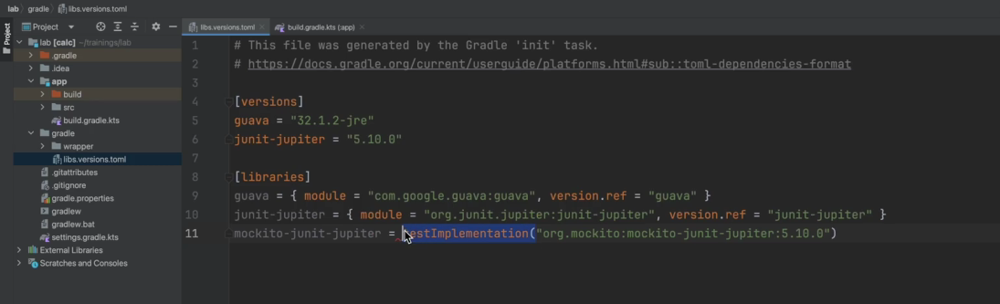 lab gradle libs.versions.toml
Project
Project
libs.versions.toml build.gradle.kts (app)
lab [calc] ~/trainings/lab
.gradle
.idea
app
build
src
build.gradle.kts
gradle
wrapper
libs.versions.toml
.gitattributes
.gitignore
gradle.properties
gradlew
gradlew.bat
settings.gradle.kts
External Libraries
Scratches and Consoles
1 # This file was generated by the Gradle 'init' task.
2 # https://docs.gradle.org/current/userguide/platforms.html#sub::toml-dependencies-format
3
4 [versions]
5 guava = "32.1.2-jre"
6 junit-jupiter = "5.10.0"
7
8 [libraries]
9 guava = { module = "com.google.guava:guava", version.ref = "guava" }
10 junit-jupiter = { module = "org.junit.jupiter:junit-jupiter", version.ref = "junit-jupiter" }
11 mockito-junit-jupiter = testImplementation("org.mockito:mockito-junit-jupiter:5.10.0")